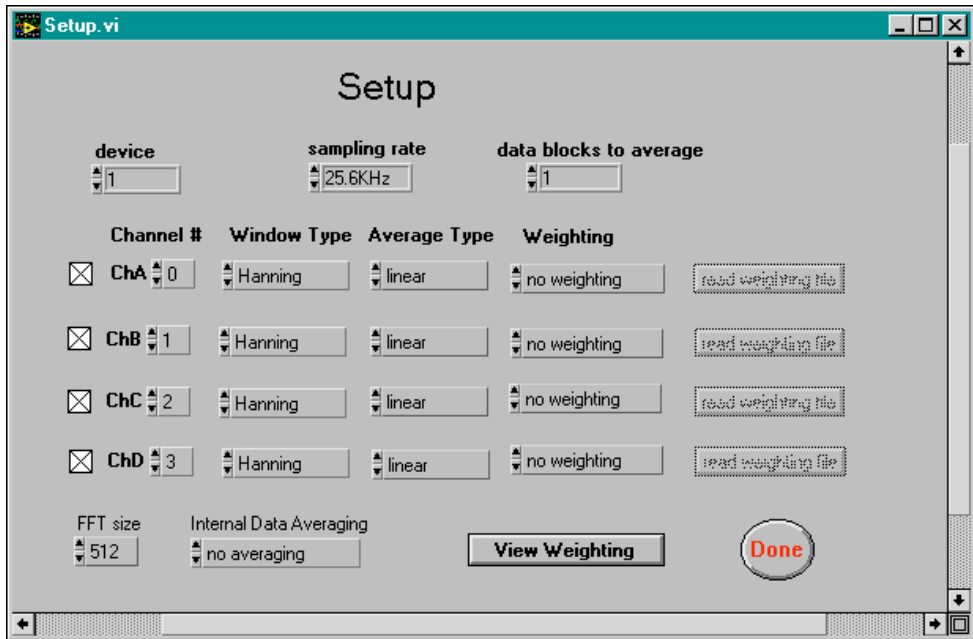 Setup.vi
Setup
device sampling rate data blocks to average
1 25.6KHz 1
Channel # Window Type Average Type Weighting
ChA 0 Hanning linear no weighting read weighting file
ChB 1 Hanning linear no weighting read weighting file
ChC 2 Hanning linear no weighting read weighting file
ChD 3 Hanning linear no weighting read weighting file
FFT size Internal Data Averaging
512 no averaging View Weighting Done